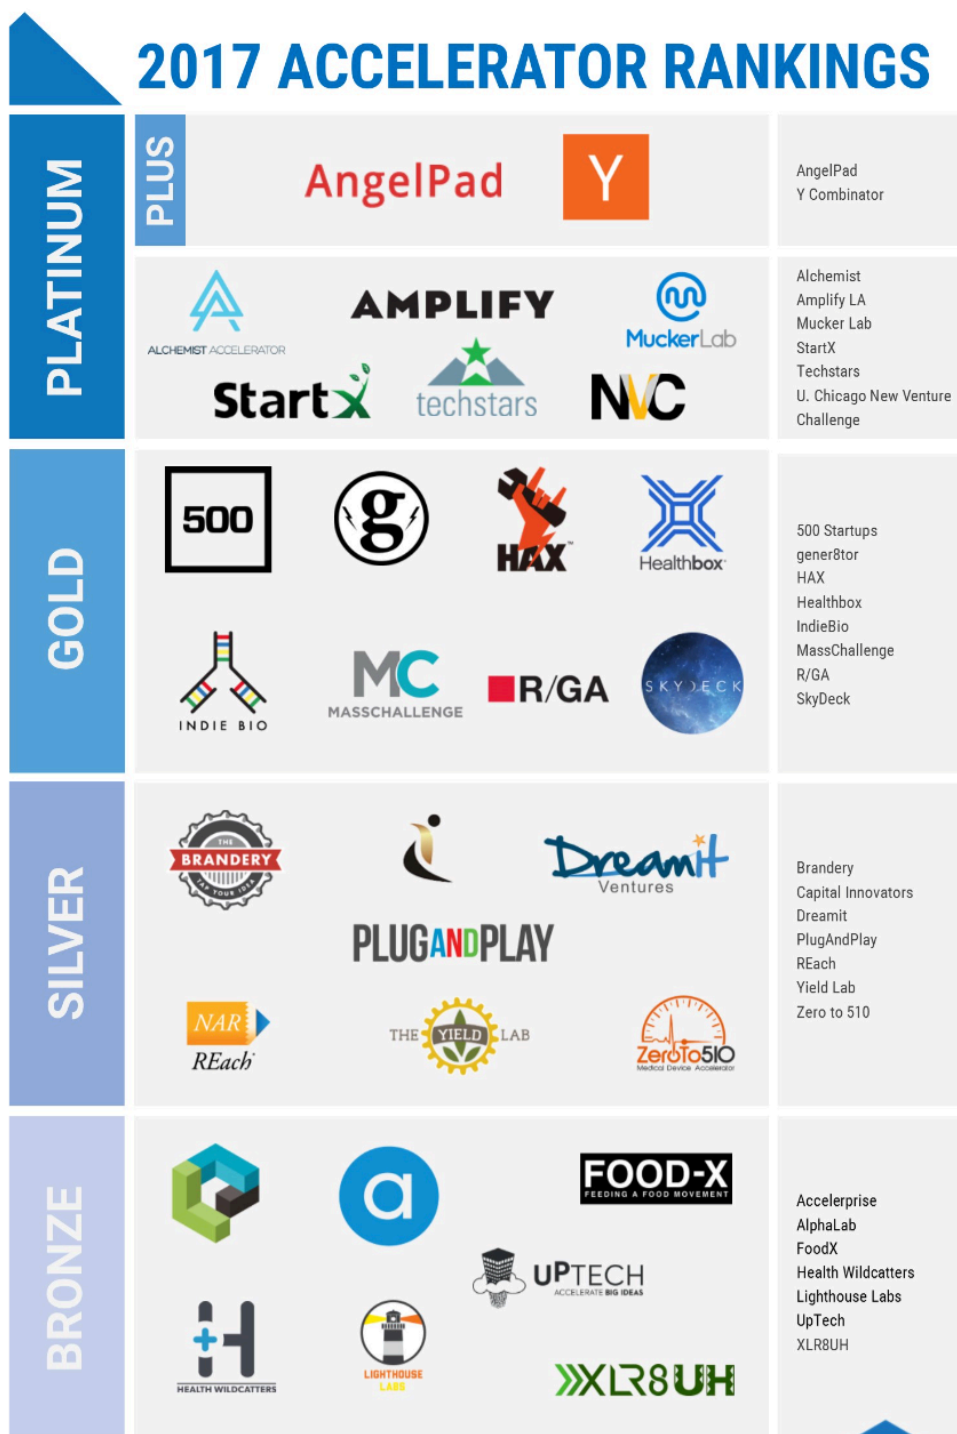 2017 ACCELERATOR RANKINGS
PLATINUM
PLUS
AngelPad
Y
AngelPad
Y Combinator
ALCHEMIST ACCELERATOR
AMPLIFY
MuckerLab
Startx
techstars
NVC
Alchemist
Amplify LA
Mucker Lab
StartX
Techstars
U. Chicago New Venture
Challenge
GOLD
500
g
HAX™
Healthbox
INDIE BIO
MC
MASSCHALLENGE
R/GA
SKYDECK
500 Startups
gener8tor
HAX
Healthbox
IndieBio
MassChallenge
R/GA
SkyDeck
SILVER
THE
BRANDERY
TAP YOUR IDEA
Dreamit
Ventures
PLUGANDPLAY
NAR
REach
THE YIELD LAB
ZeroTo510
Medical Device Accelerator
Brandery
Capital Innovators
Dreamit
PlugAndPlay
REach
Yield Lab
Zero to 510
BRONZE
a
FOOD-X
FEEDING A FOOD MOVEMENT
UPTECH
ACCELERATE BIG IDEAS
H
HEALTH WILDCATTERS
LIGHTHOUSE
LABS
XLR8UH
Accelerprise
AlphaLab
FoodX
Health Wildcatters
Lighthouse Labs
UpTech
XLR8UH